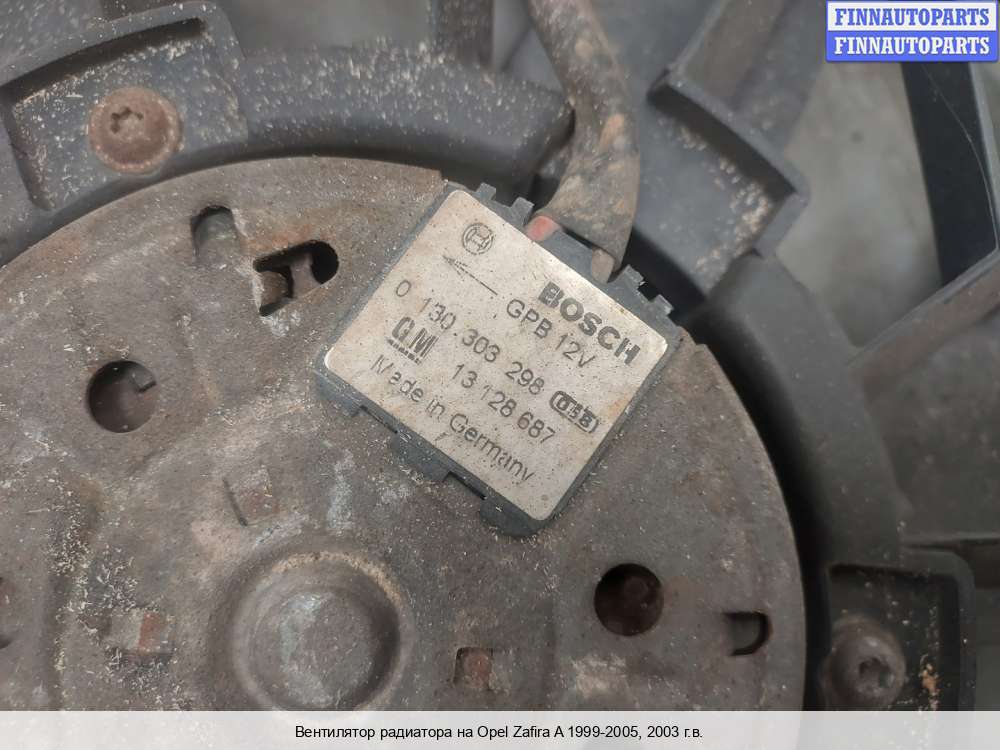 FINNAUTOPARTS
FINNAUTOPARTS
BOSCH
GPB 12V
0 130 303 298
GM 13 128 687
Made in Germany
Вентилятор радиатора на Opel Zafira A 1999-2005, 2003 г.в.